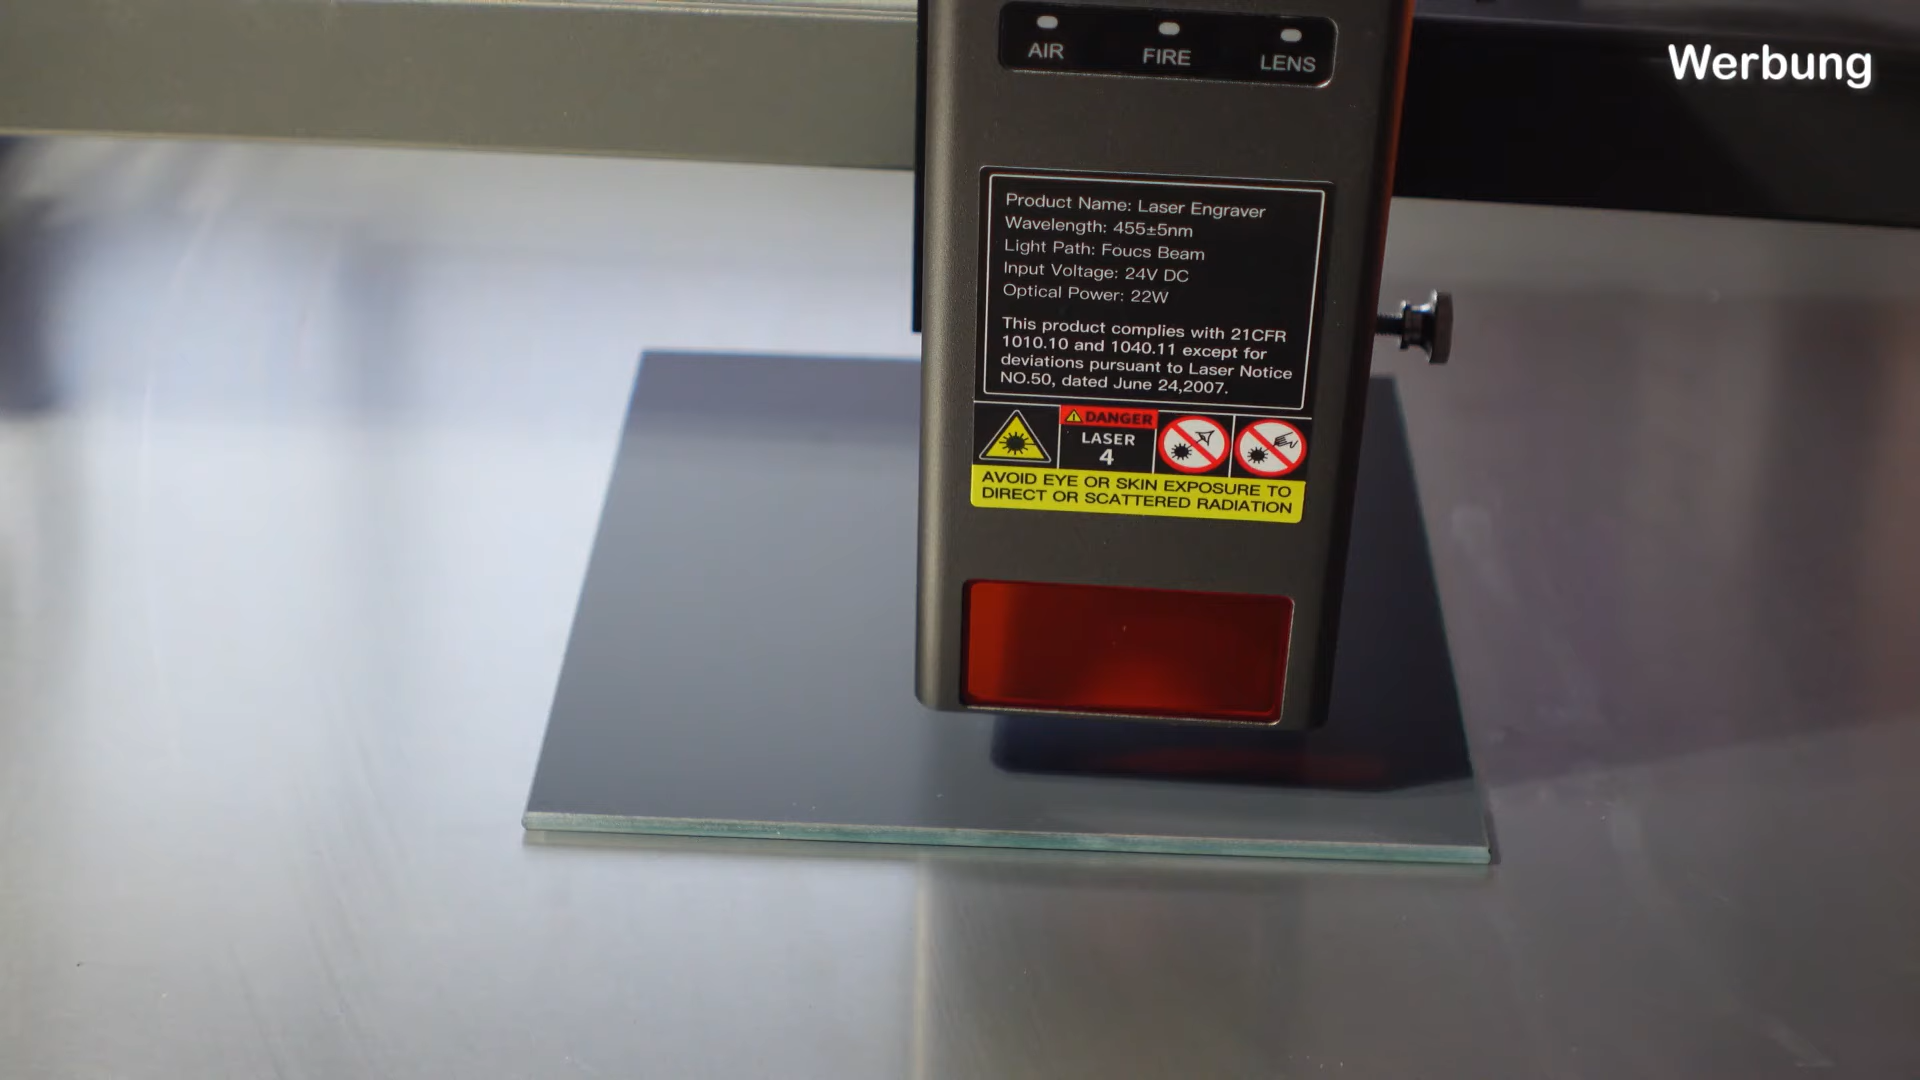 Werbung
AIR FIRE LENS
Product Name: Laser Engraver
Wavelength: 455±5nm
Light Path: Foucs Beam
Input Voltage: 24V DC
Optical Power: 22W
This product complies with 21CFR
1010.10 and 1040.11 except for
deviations pursuant to Laser Notice
NO.50, dated June 24,2007.
DANGER
LASER
4
AVOID EYE OR SKIN EXPOSURE TO
DIRECT OR SCATTERED RADIATION